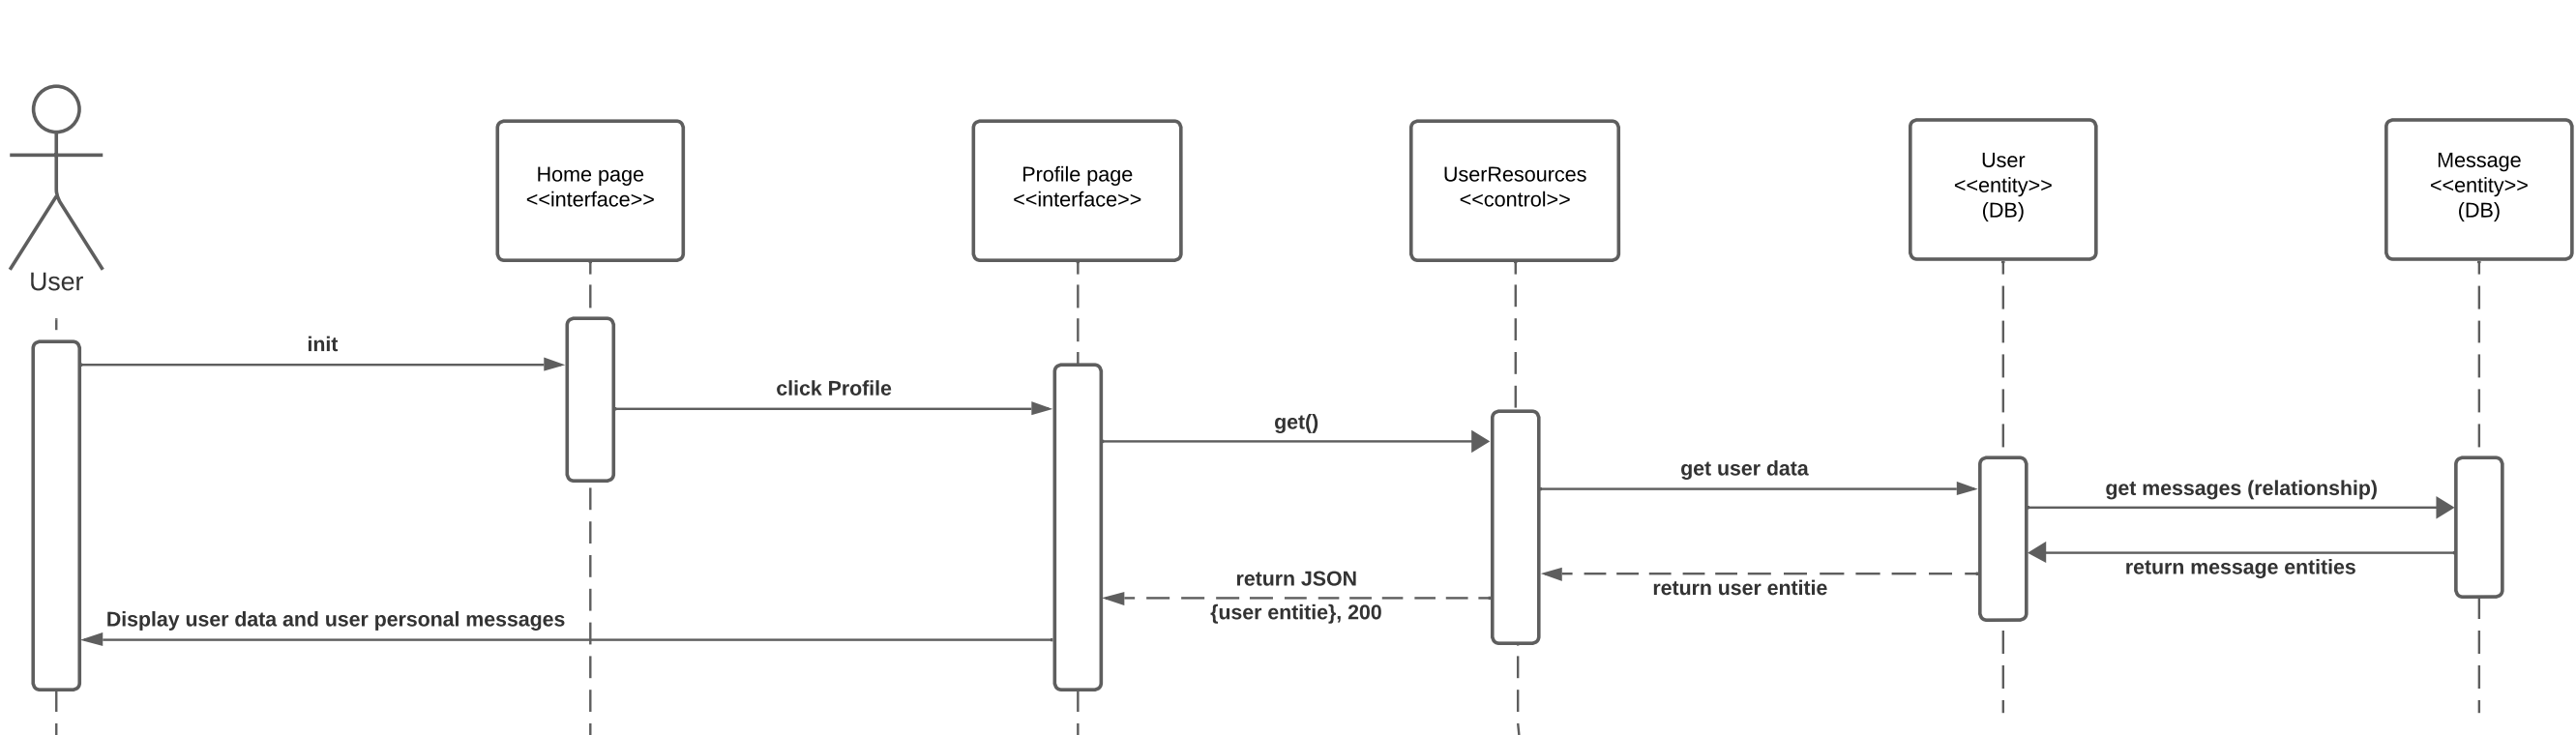 User
Home page
<<interface>>
Profile page
<<interface>>
UserResources
<<control>>
User
<<entity>>
(DB)
Message
<<entity>>
(DB)
init
click Profile
get()
get user data
get messages (relationship)
return message entities
return user entitie
return JSON
{user entitie}, 200
Display user data and user personal messages